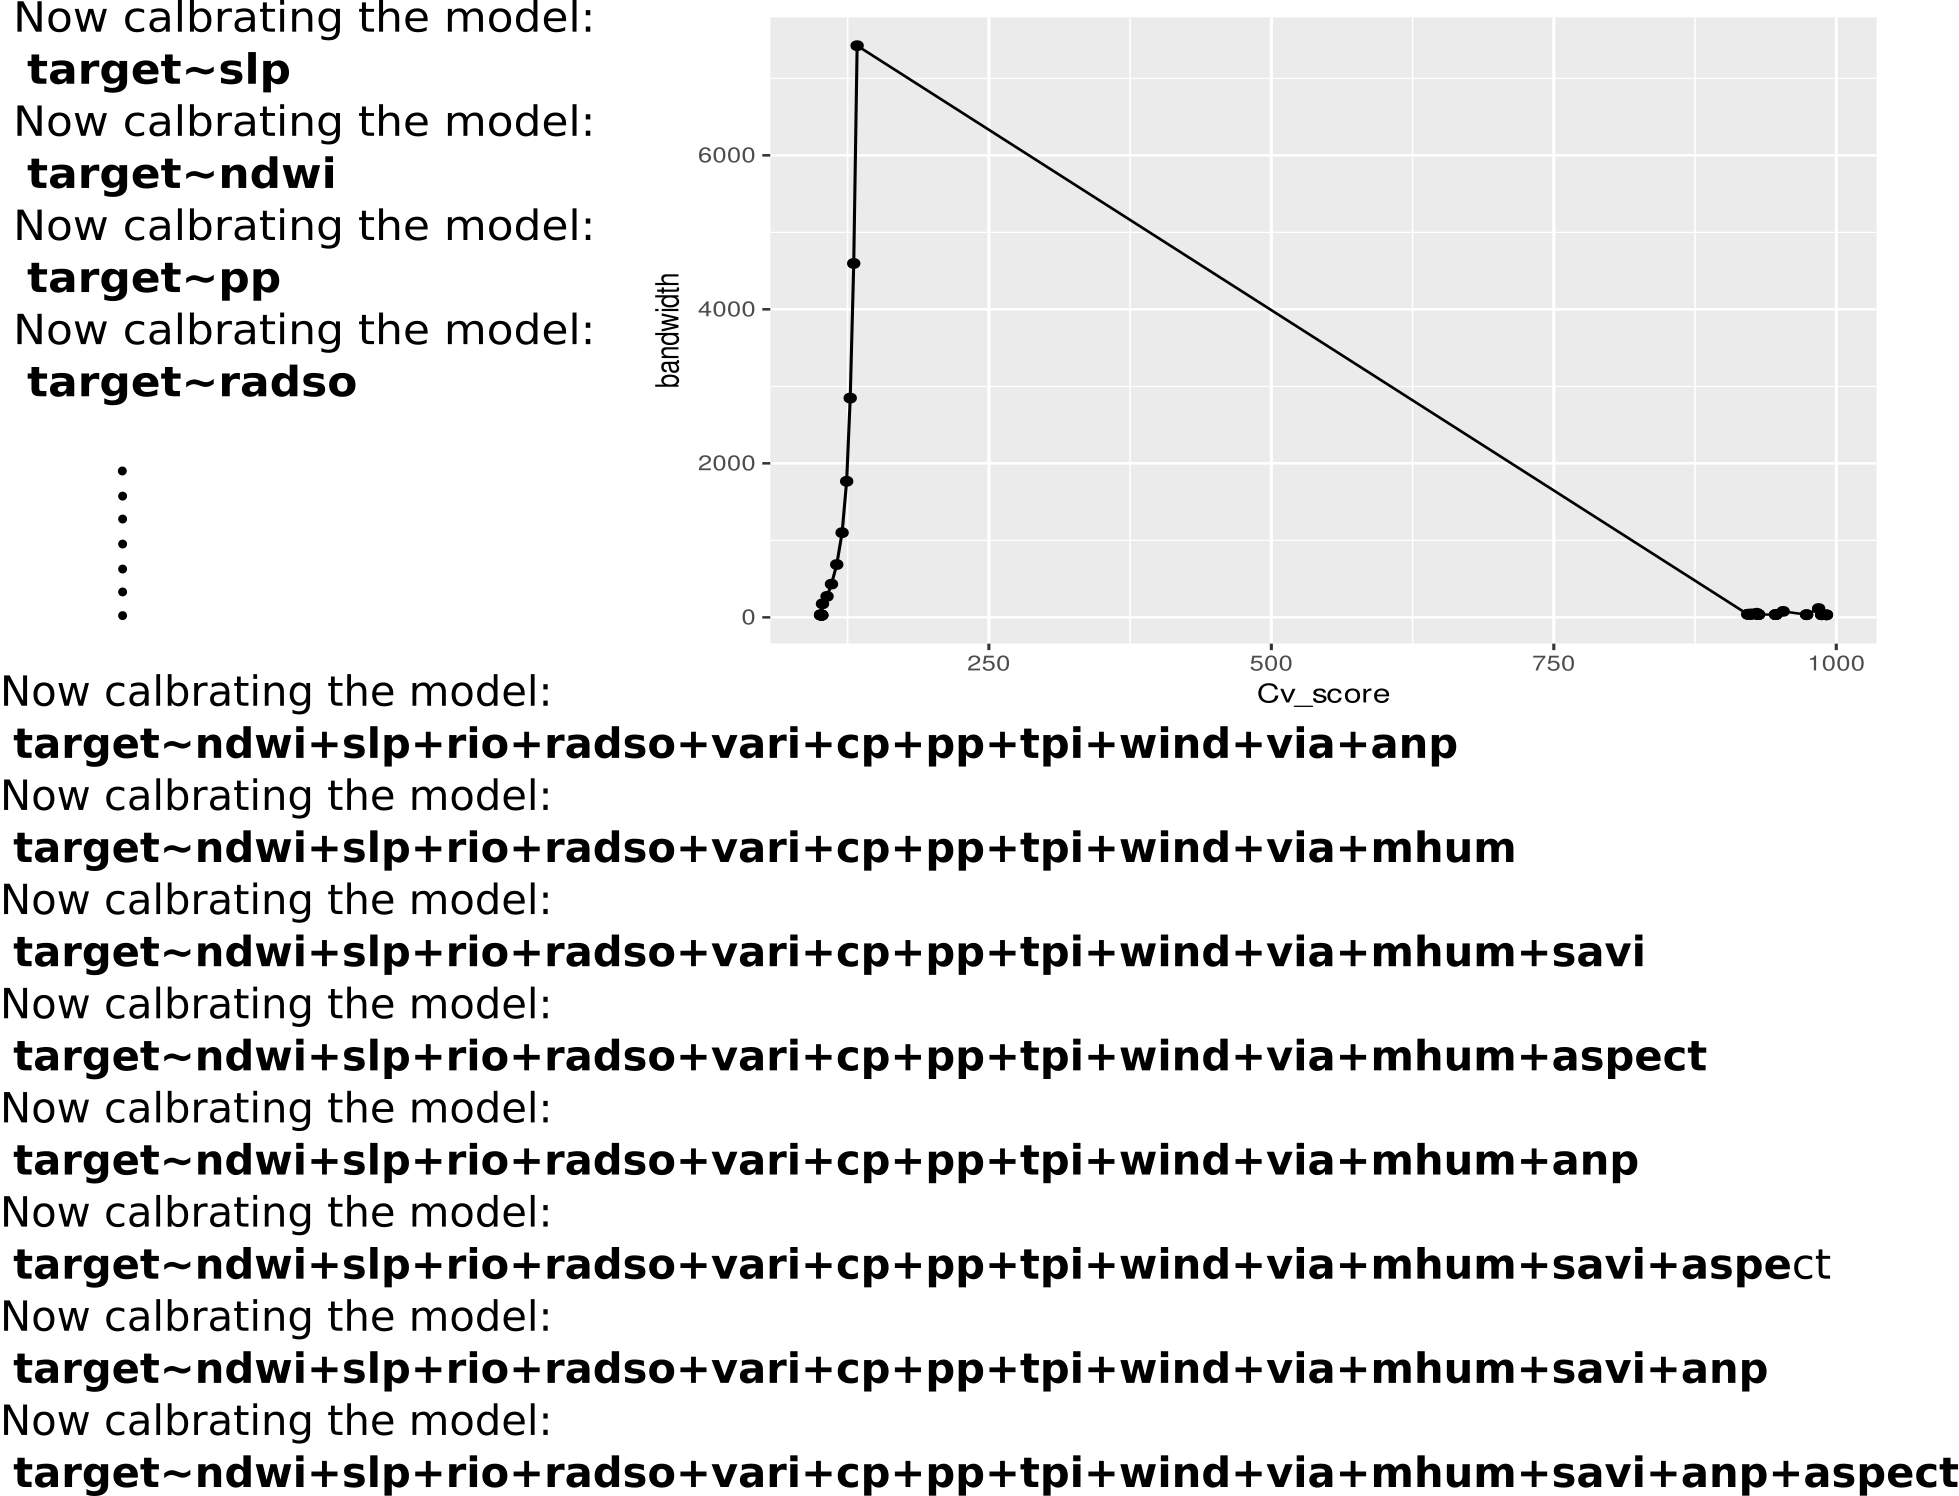 Now calbrating the model:
target~slp
Now calbrating the model:
target~ndwi
Now calbrating the model:
target~pp
Now calbrating the model:
target~radso
6000
4000
2000
0
bandwidth
250 500 750 1000
Cv_score
Now calbrating the model:
target~ndwi+slp+rio+radso+vari+cp+pp+tpi+wind+via+anp
Now calbrating the model:
target~ndwi+slp+rio+radso+vari+cp+pp+tpi+wind+via+mhum
Now calbrating the model:
target~ndwi+slp+rio+radso+vari+cp+pp+tpi+wind+via+mhum+savi
Now calbrating the model:
target~ndwi+slp+rio+radso+vari+cp+pp+tpi+wind+via+mhum+aspect
Now calbrating the model:
target~ndwi+slp+rio+radso+vari+cp+pp+tpi+wind+via+mhum+anp
Now calbrating the model:
target~ndwi+slp+rio+radso+vari+cp+pp+tpi+wind+via+mhum+savi+aspect
Now calbrating the model:
target~ndwi+slp+rio+radso+vari+cp+pp+tpi+wind+via+mhum+savi+anp
Now calbrating the model:
target~ndwi+slp+rio+radso+vari+cp+pp+tpi+wind+via+mhum+savi+anp+aspect